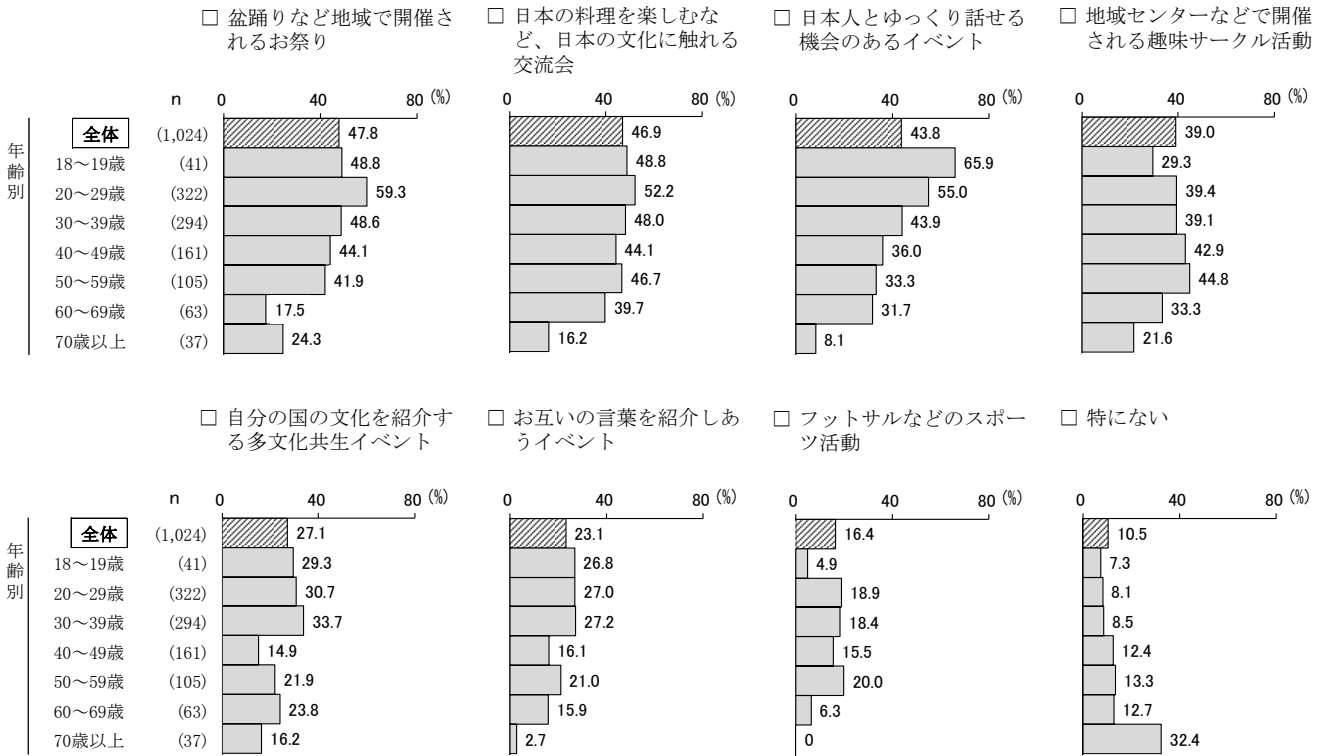 □ 盆踊りなど地域で開催さ
れるお祭り
□ 日本の料理を楽しむな
ど、日本の文化に触れる
交流会
□ 日本人とゆっくり話せる
機会のあるイベント
□ 地域センターなどで開催
される趣味サークル活動
n 0 40 80 (%) 0 40 80 (%) 0 40 80 (%) 0 40 80 (%)
年齢別
全体 (1,024) 47.8 46.9 43.8 39.0
18～19歳 (41) 48.8 48.8 65.9 29.3
20～29歳 (322) 59.3 52.2 55.0 39.4
30～39歳 (294) 48.6 48.0 43.9 39.1
40～49歳 (161) 44.1 44.1 36.0 42.9
50～59歳 (105) 41.9 46.7 33.3 44.8
60～69歳 (63) 17.5 39.7 31.7 33.3
70歳以上 (37) 24.3 16.2 8.1 21.6
□ 自分の国の文化を紹介す
る多文化共生イベント
□ お互いの言葉を紹介しあ
うイベント
□ フットサルなどのスポー
ツ活動
□ 特にない
n 0 40 80 (%) 0 40 80 (%) 0 40 80 (%) 0 40 80 (%)
年齢別
全体 (1,024) 27.1 23.1 16.4 10.5
18～19歳 (41) 29.3 26.8 4.9 7.3
20～29歳 (322) 30.7 27.0 18.9 8.1
30～39歳 (294) 33.7 27.2 18.4 8.5
40～49歳 (161) 14.9 16.1 15.5 12.4
50～59歳 (105) 21.9 21.0 20.0 13.3
60～69歳 (63) 23.8 15.9 6.3 12.7
70歳以上 (37) 16.2 2.7 0 32.4